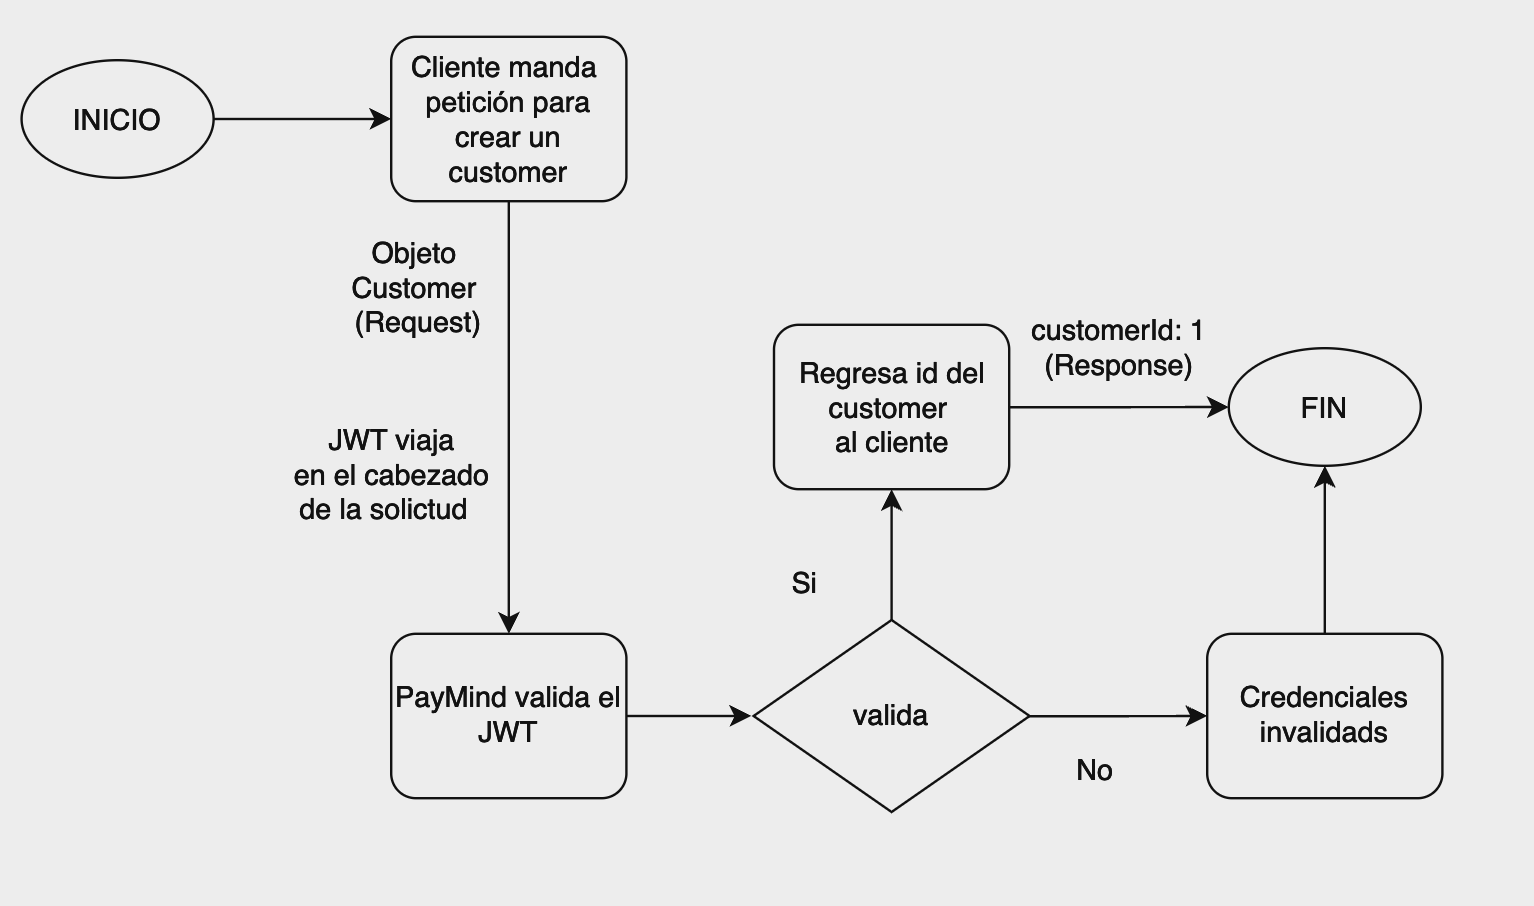 INICIO
Cliente manda
petición para
crear un
customer
Objeto
Customer
(Request)
JWT viaja
en el cabezado
de la solictud
PayMind valida el
JWT
valida
Si
Regresa id del
customer
al cliente
customerId: 1
(Response)
FIN
No
Credenciales
invalidads